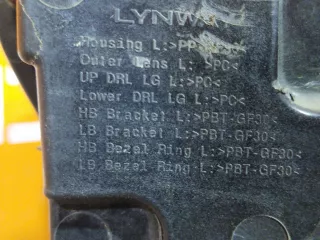 LYNW
Housing L:>PP
Outer Lens L: >PC<
UP DRL LG L:>PC<
Lower DRL LG L:>PC<
HB Bracket L:>PBT-GF30<
LB Bracket L:>PBT-GF30<
HB Bezel Ring L:>PBT-GF30<
LB Bezel Ring L:>PBT-GF30<